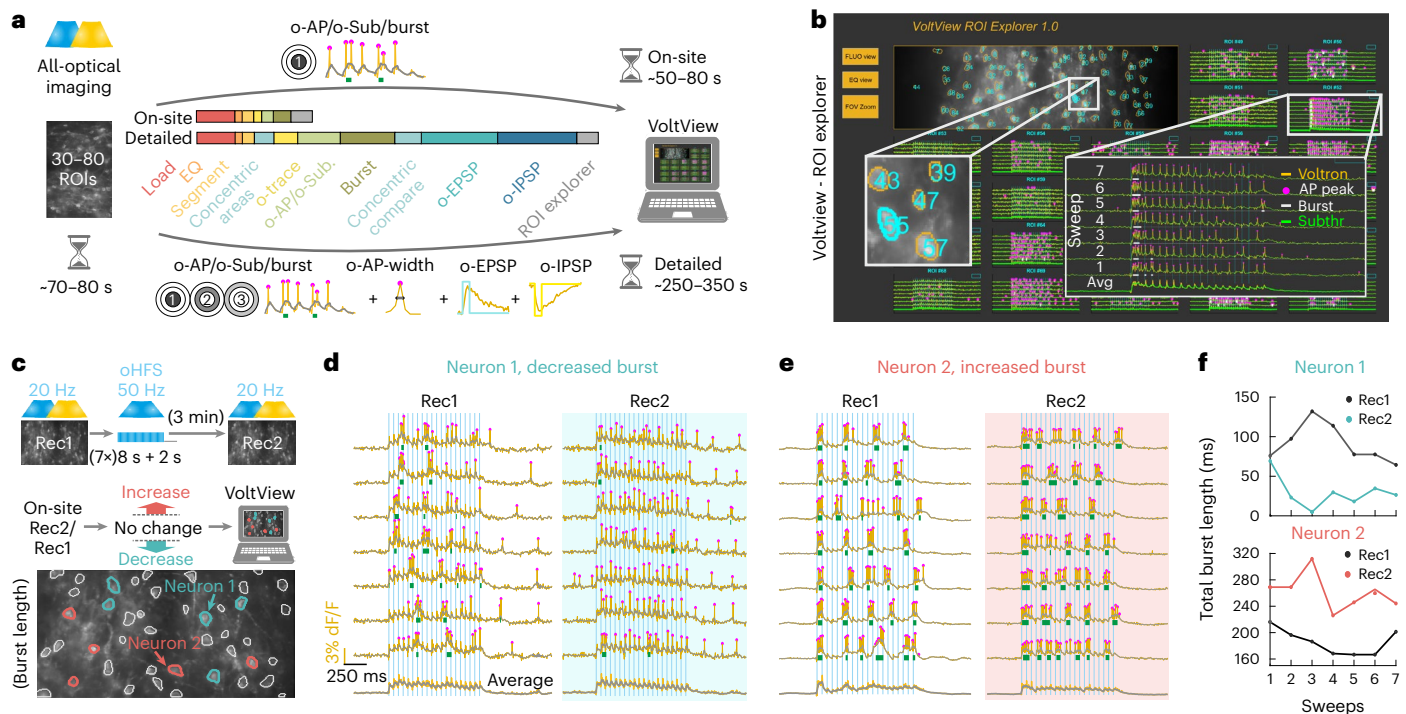 a
All-optical
imaging
30–80
ROIs
~70–80 s
o-AP/o-Sub/burst
1
On-site
~50–80 s
On-site
Detailed
Load
EQ
Segment
Concentric
areas
o-trace
o-AP/o-Sub.
Burst
Concentric
compare
o-EPSP
o-IPSP
ROI explorer
VoltView
o-AP/o-Sub/burst
o-AP-width
o-EPSP
o-IPSP
1 2 3
+ + +
Detailed
~250–350 s
b
Voltview - ROI explorer
VoltView ROI Explorer 1.0
FLUO view
EQ view
FOV Zoom
43
39
47
57
Sweep
7
6
5
4
3
2
1
Avg
Voltron
AP peak
Burst
Subthr
c
20 Hz
oHFS
50 Hz
20 Hz
(3 min)
Rec1
Rec2
(7×)8 s + 2 s
On-site
Rec2/
Rec1
Increase
No change
Decrease
VoltView
(Burst length)
Neuron 1
Neuron 2
d
Neuron 1, decreased burst
Rec1
Rec2
3% dF/F
250 ms
Average
e
Neuron 2, increased burst
Rec1
Rec2
f
Neuron 1
Total burst length (ms)
150
100
50
0
Rec1
Rec2
Neuron 2
320
280
240
200
160
Rec1
Rec2
1 2 3 4 5 6 7
Sweeps